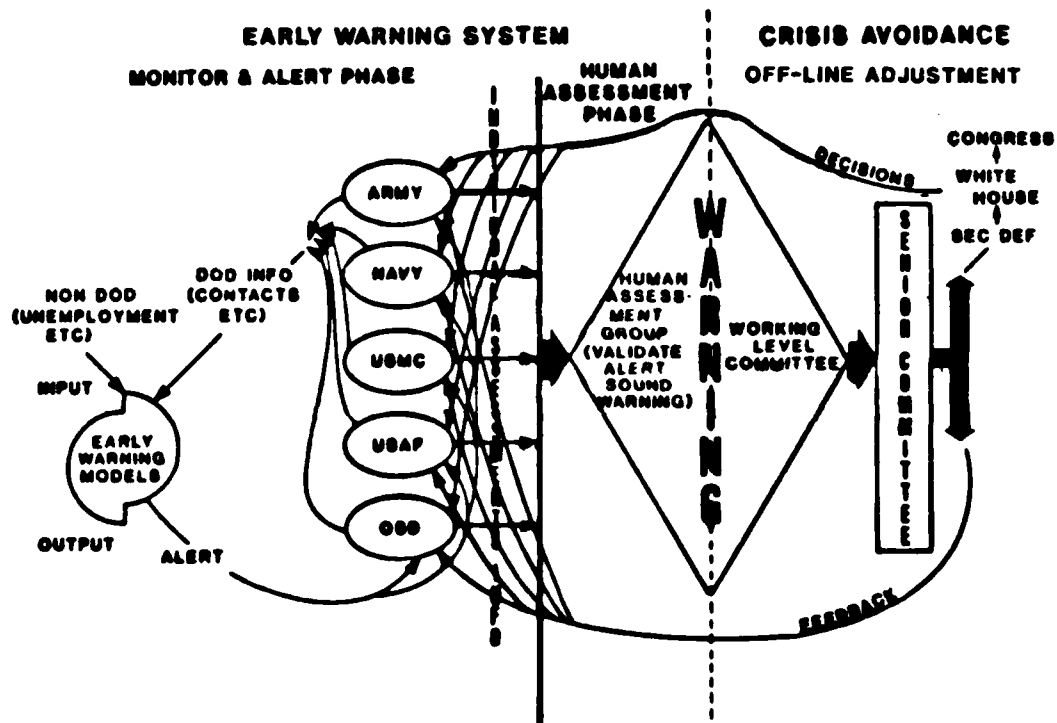 EARLY WARNING SYSTEM
CRISIS AVOIDANCE
MONITOR & ALERT PHASE
HUMAN
ASSESSMENT
PHASE
OFF-LINE ADJUSTMENT
CONGRESS
WHITE
HOUSE
SEC DEF
DECISIONS
ARMY
NAVY
USMC
USAF
OSD
INDIVIDUAL ASSESSMENTS
DOD INFO
(CONTACTS
ETC)
NON DOD
(UNEMPLOYMENT
ETC)
INPUT
EARLY
WARNING
MODELS
OUTPUT
ALERT
HUMAN
ASSESS-
MENT
GROUP
(VALIDATE
ALERT
SOUND
WARNING)
WARNING
WORKING
LEVEL
COMMITTEE
SENIOR COMMITTEE
FEEDBACK